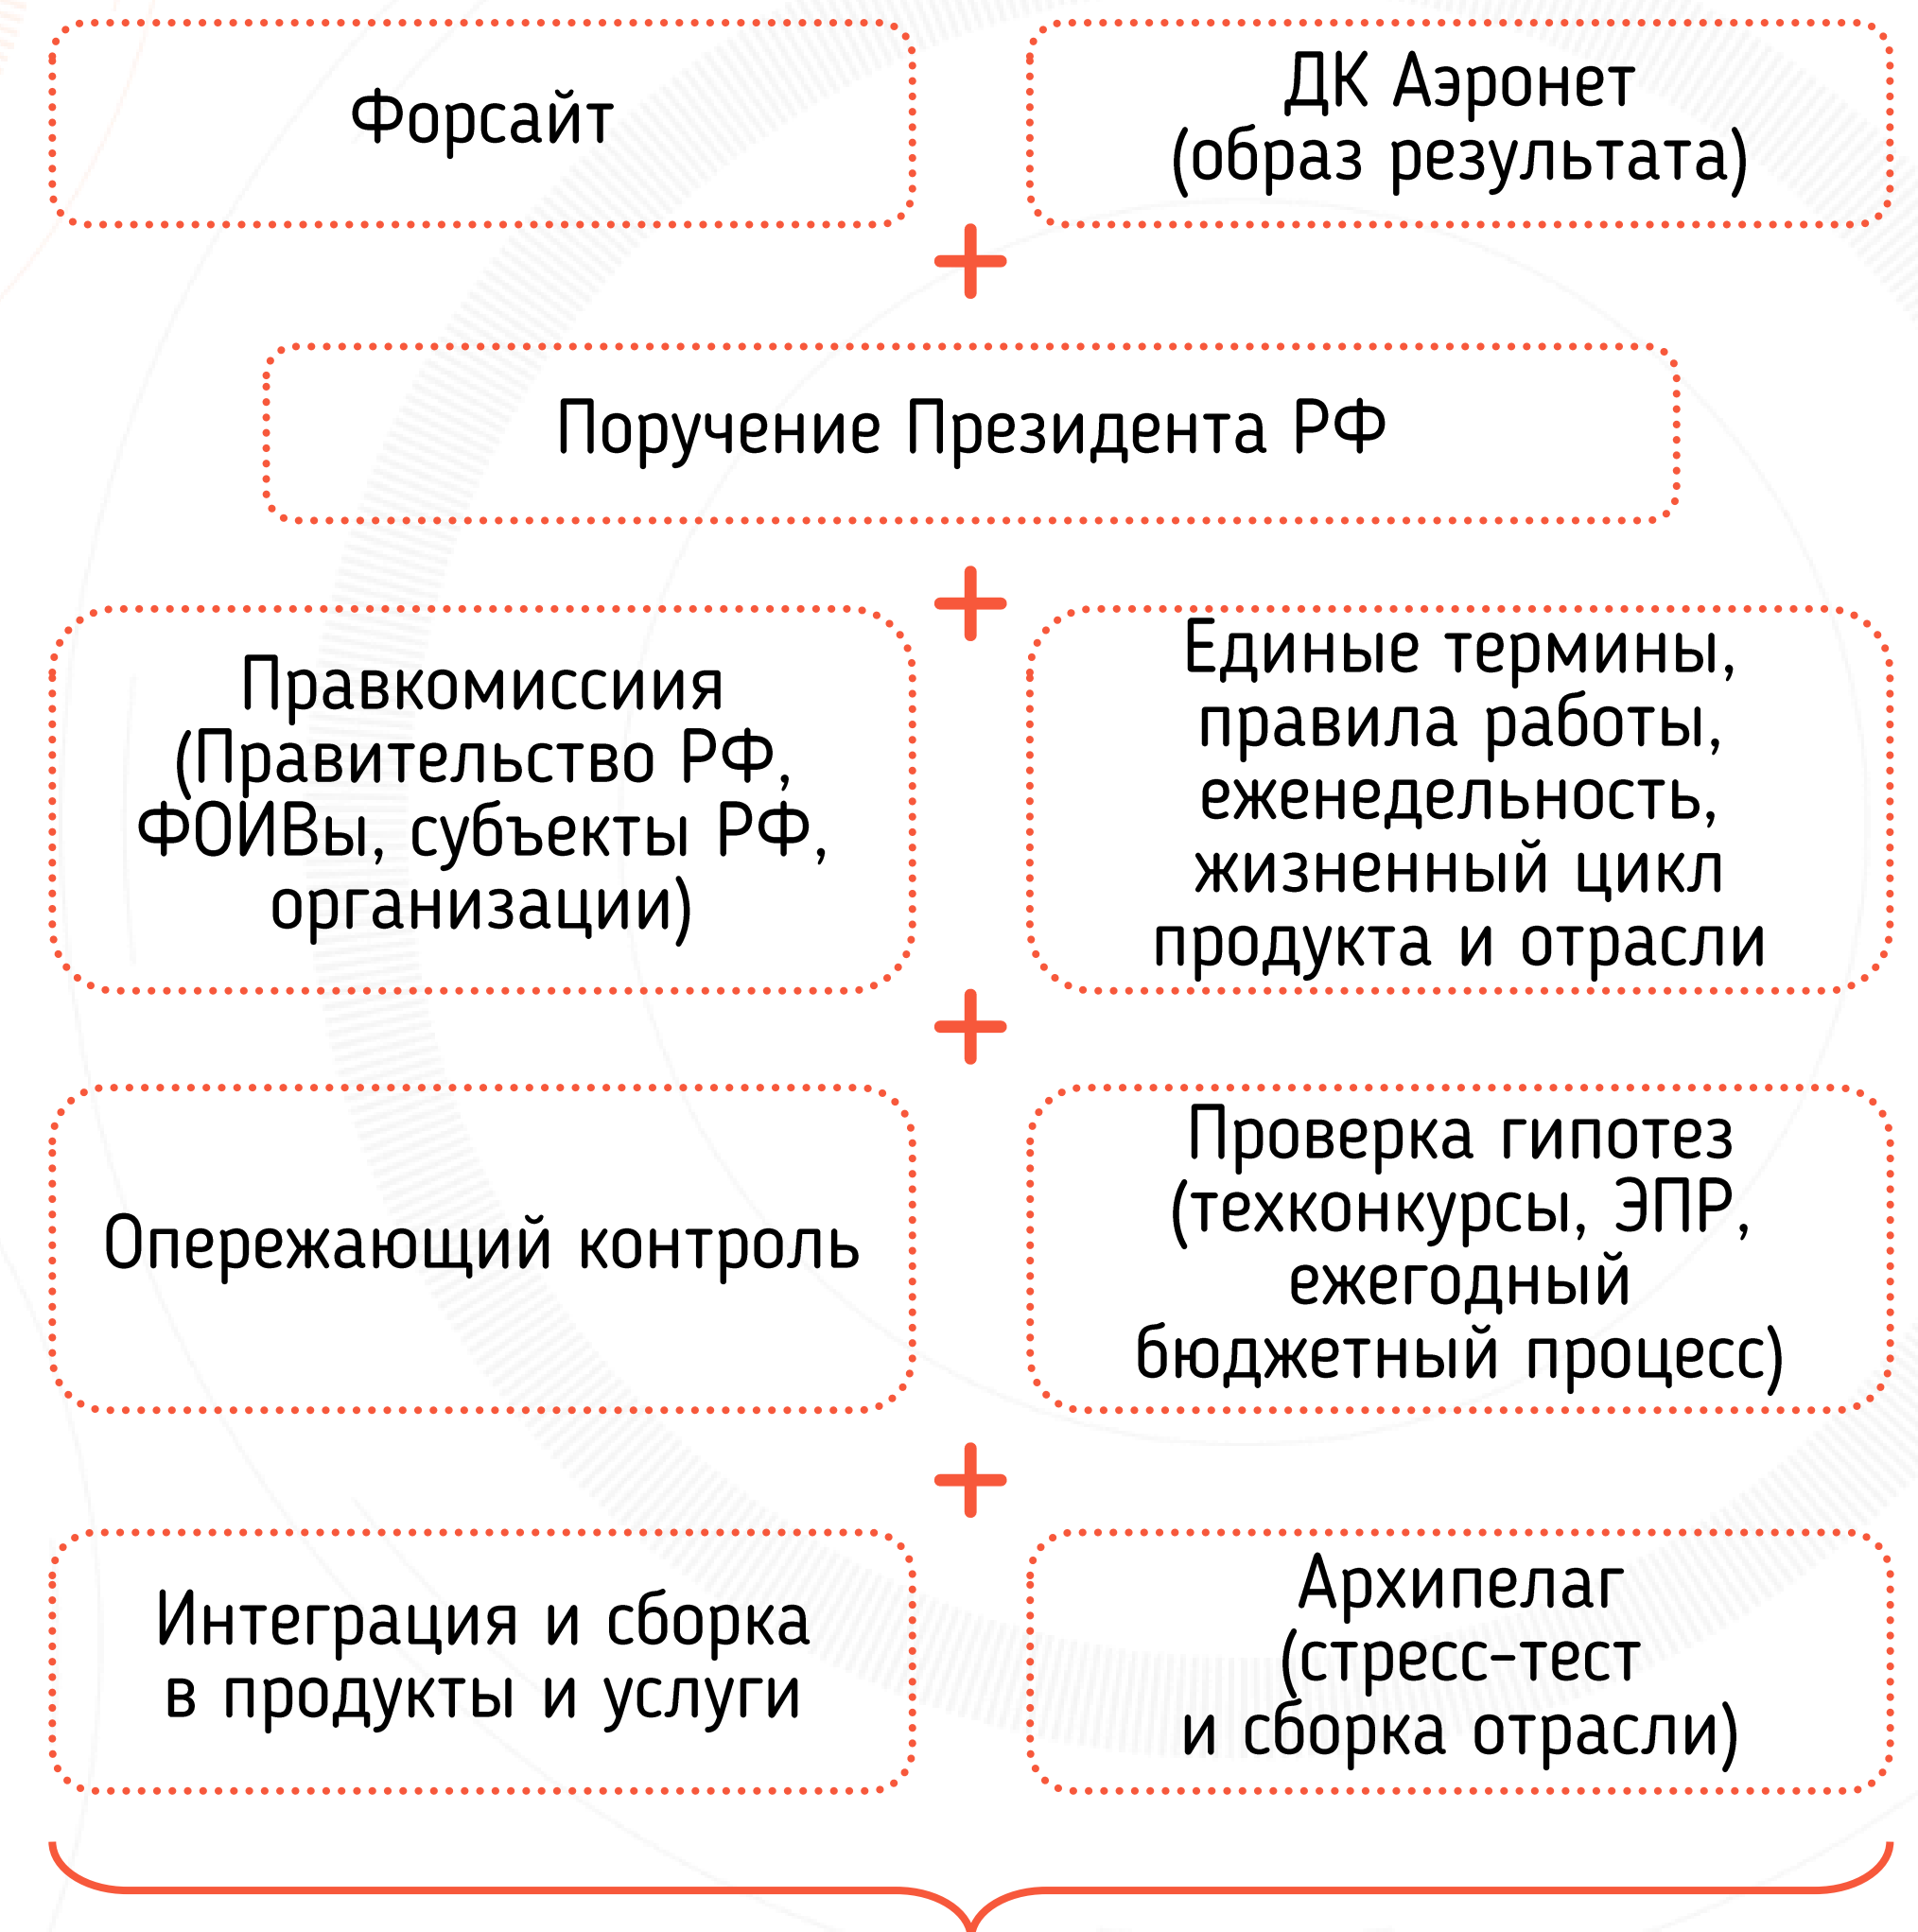 Форсайт
ДК Аэронет
(образ результата)
+
Поручение Президента РФ
+
Правкомиссиия
(Правительство РФ,
ФОИВы, субъекты РФ,
организации)
Единые термины,
правила работы,
еженедельность,
жизненный цикл
продукта и отрасли
+
Опережающий контроль
Проверка гипотез
(техконкурсы, ЭПР,
ежегодный
бюджетный процесс)
+
Интеграция и сборка
в продукты и услуги
Архипелаг
(стресс-тест
и сборка отрасли)